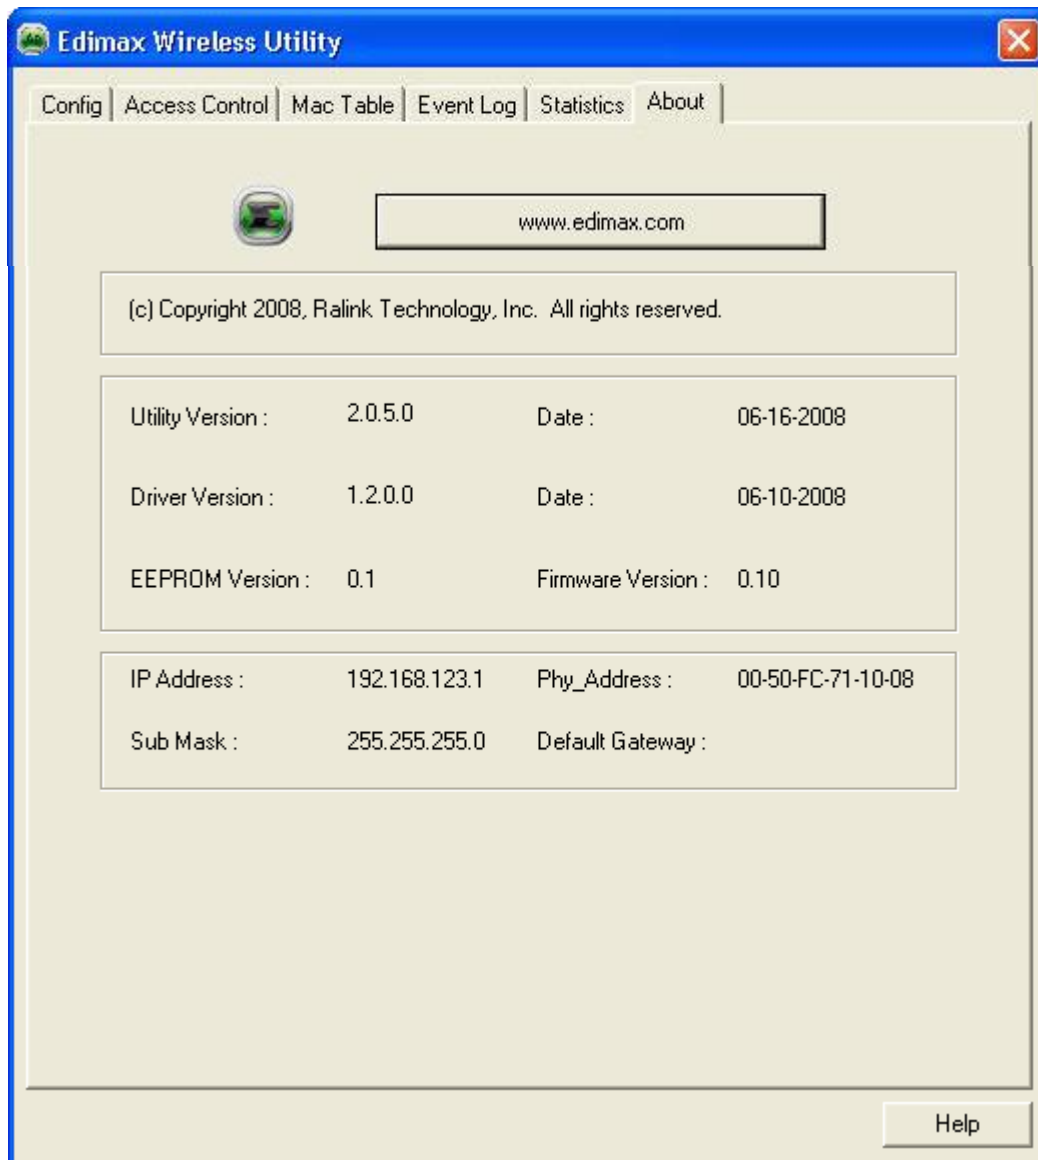 Edimax Wireless Utility
Config Access Control Mac Table Event Log Statistics About
www.edimax.com
(c) Copyright 2008, Ralink Technology, Inc. All rights reserved.
Utility Version : 2.0.5.0 Date : 06-16-2008
Driver Version : 1.2.0.0 Date : 06-10-2008
EEPROM Version : 0.1 Firmware Version : 0.10
IP Address : 192.168.123.1 Phy_Address : 00-50-FC-71-10-08
Sub Mask : 255.255.255.0 Default Gateway :
Help